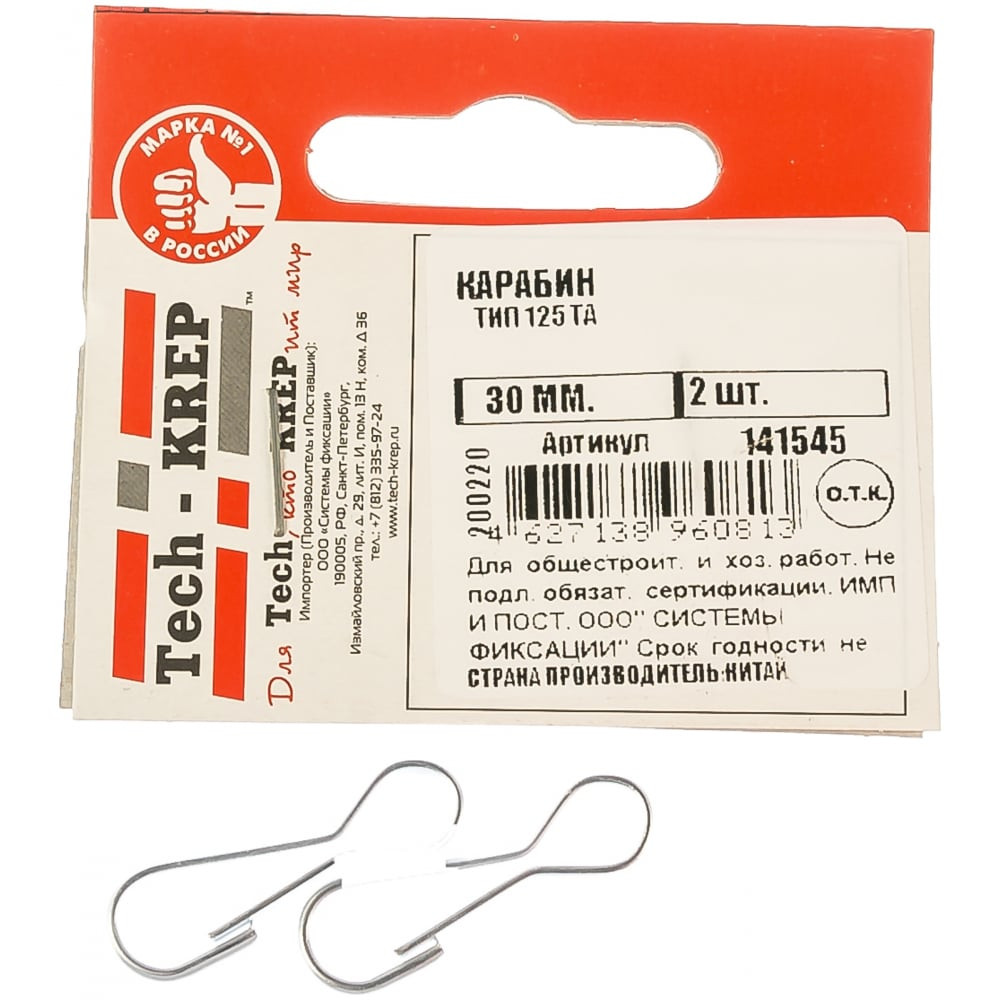 МАРКА №1
В РОССИИ
Tech - KREP
™
Для Tech, кто KREPит мир
Импортер (Производитель и Поставщик):
ООО «Системы фиксации»
190005, РФ, Санкт-Петербург,
Измайловский пр., д. 29, лит. И, пом. 13 Н, ком. Д 36
тел.: +7 (812) 335-97-24
www.tech-krep.ru
КАРАБИН
ТИП 125 ТА
30 ММ.
2 ШТ.
Артикул 141545
200220
4 627138 960813
О.Т.К.
Для общестроит. и хоз. работ. Не
подл. обязат. сертификации. ИМП
И ПОСТ. ООО" СИСТЕМЫ
ФИКСАЦИИ" Срок годности не
СТРАНА ПРОИЗВОДИТЕЛЬ:КИТАЙ